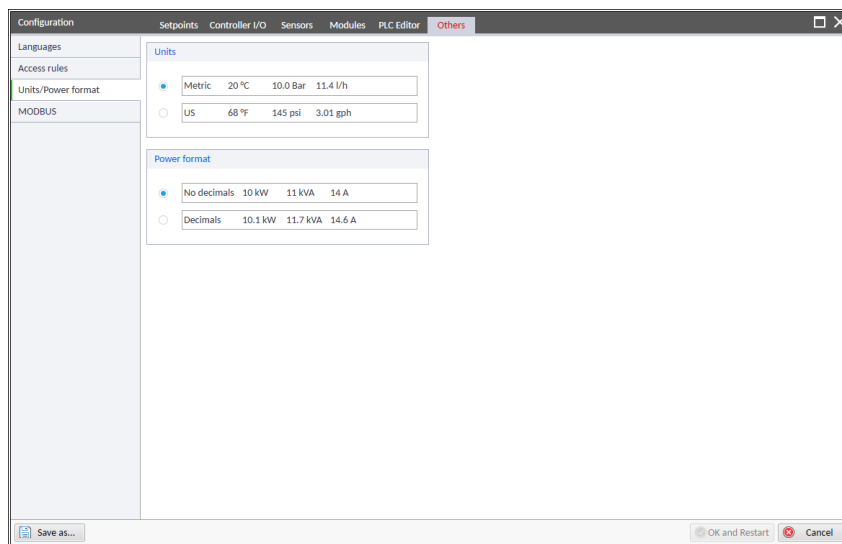 Configuration
Setpoints Controller I/O Sensors Modules PLC Editor Others
Languages
Access rules
Units/Power format
MODBUS
Units
Metric 20 °C 10.0 Bar 11.4 l/h
US 68 °F 145 psi 3.01 gph
Power format
No decimals 10 kW 11 kVA 14 A
Decimals 10.1 kW 11.7 kVA 14.6 A
Save as... OK and Restart Cancel